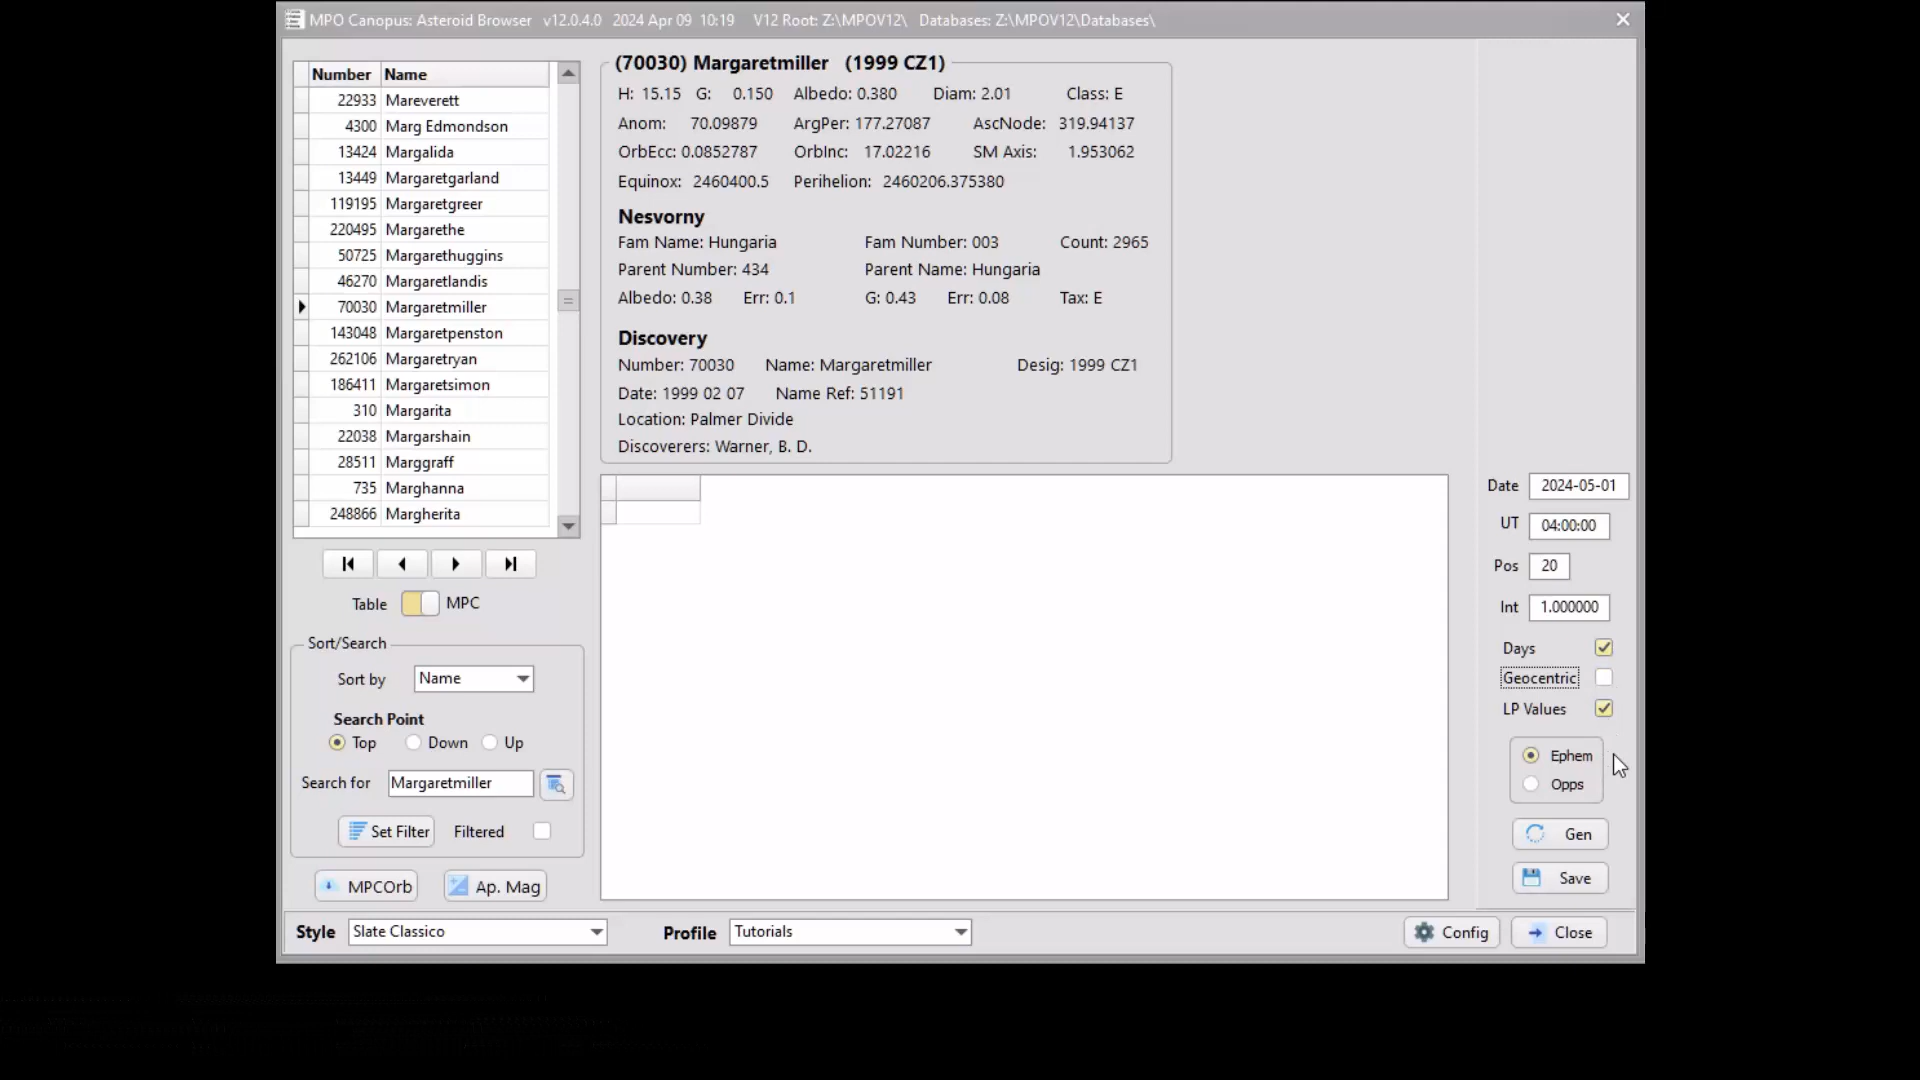 MPO Canopus: Asteroid Browser v12.0.4.0 2024 Apr 09 10:19 V12 Root: Z:\MPOV12\ Databases: Z:\MPOV12\Databases\
Number Name
22933 Mareverett
4300 Marg Edmondson
13424 Margalida
13449 Margaretgarland
119195 Margaretgreer
220495 Margarethe
50725 Margarethuggins
46270 Margaretlandis
70030 Margaretmiller
143048 Margaretpenston
262106 Margaretryan
186411 Margaretsimon
310 Margarita
22038 Margarshain
28511 Marggraff
735 Marghanna
248866 Margherita
Table MPC
Sort/Search
Sort by Name
Search Point
Top Down Up
Search for Margaretmiller
Set Filter Filtered
MPCOrb Ap. Mag
(70030) Margaretmiller (1999 CZ1)
H: 15.15 G: 0.150 Albedo: 0.380 Diam: 2.01 Class: E
Anom: 70.09879 ArgPer: 177.27087 AscNode: 319.94137
OrbEcc: 0.0852787 OrbInc: 17.02216 SM Axis: 1.953062
Equinox: 2460400.5 Perihelion: 2460206.375380
Nesvorny
Fam Name: Hungaria Fam Number: 003 Count: 2965
Parent Number: 434 Parent Name: Hungaria
Albedo: 0.38 Err: 0.1 G: 0.43 Err: 0.08 Tax: E
Discovery
Number: 70030 Name: Margaretmiller Desig: 1999 CZ1
Date: 1999 02 07 Name Ref: 51191
Location: Palmer Divide
Discoverers: Warner, B. D.
Date 2024-05-01
UT 04:00:00
Pos 20
Int 1.000000
Days
Geocentric
LP Values
Ephem
Opps
Gen
Save
Style Slate Classico Profile Tutorials Config Close